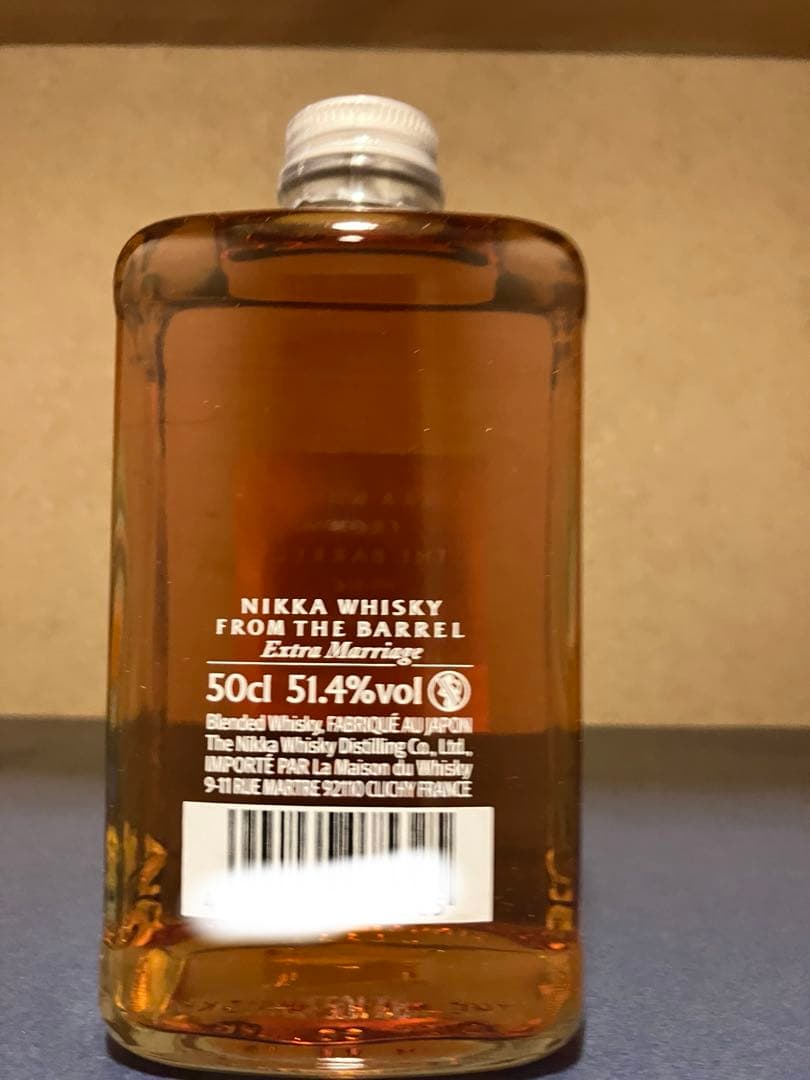 NIKKA WHISKY
FROM THE BARREL
Extra Marriage
50cl 51.4%vol
Blended Whisky, FABRIQUÉ AU JAPON
The Nikka Whisky Distilling Co., Ltd.,
IMPORTÉ PAR La Maison du Whisky
9-11 RUE MARTRE 92110 CLICHY FRANCE